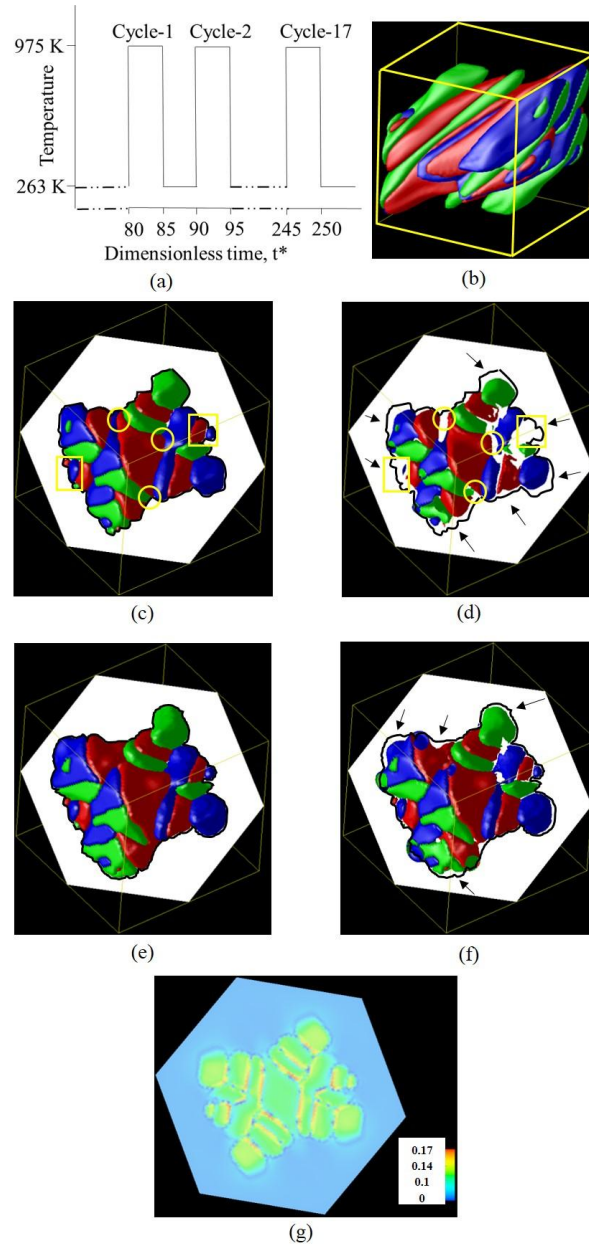 Cycle-1 Cycle-2 Cycle-17
975 K
Temperature
263 K
80 85 90 95 245 250
Dimensionless time, t*
(a)
(b)
(c)
(d)
(e)
(f)
0.17
0.14
0.1
0
(g)